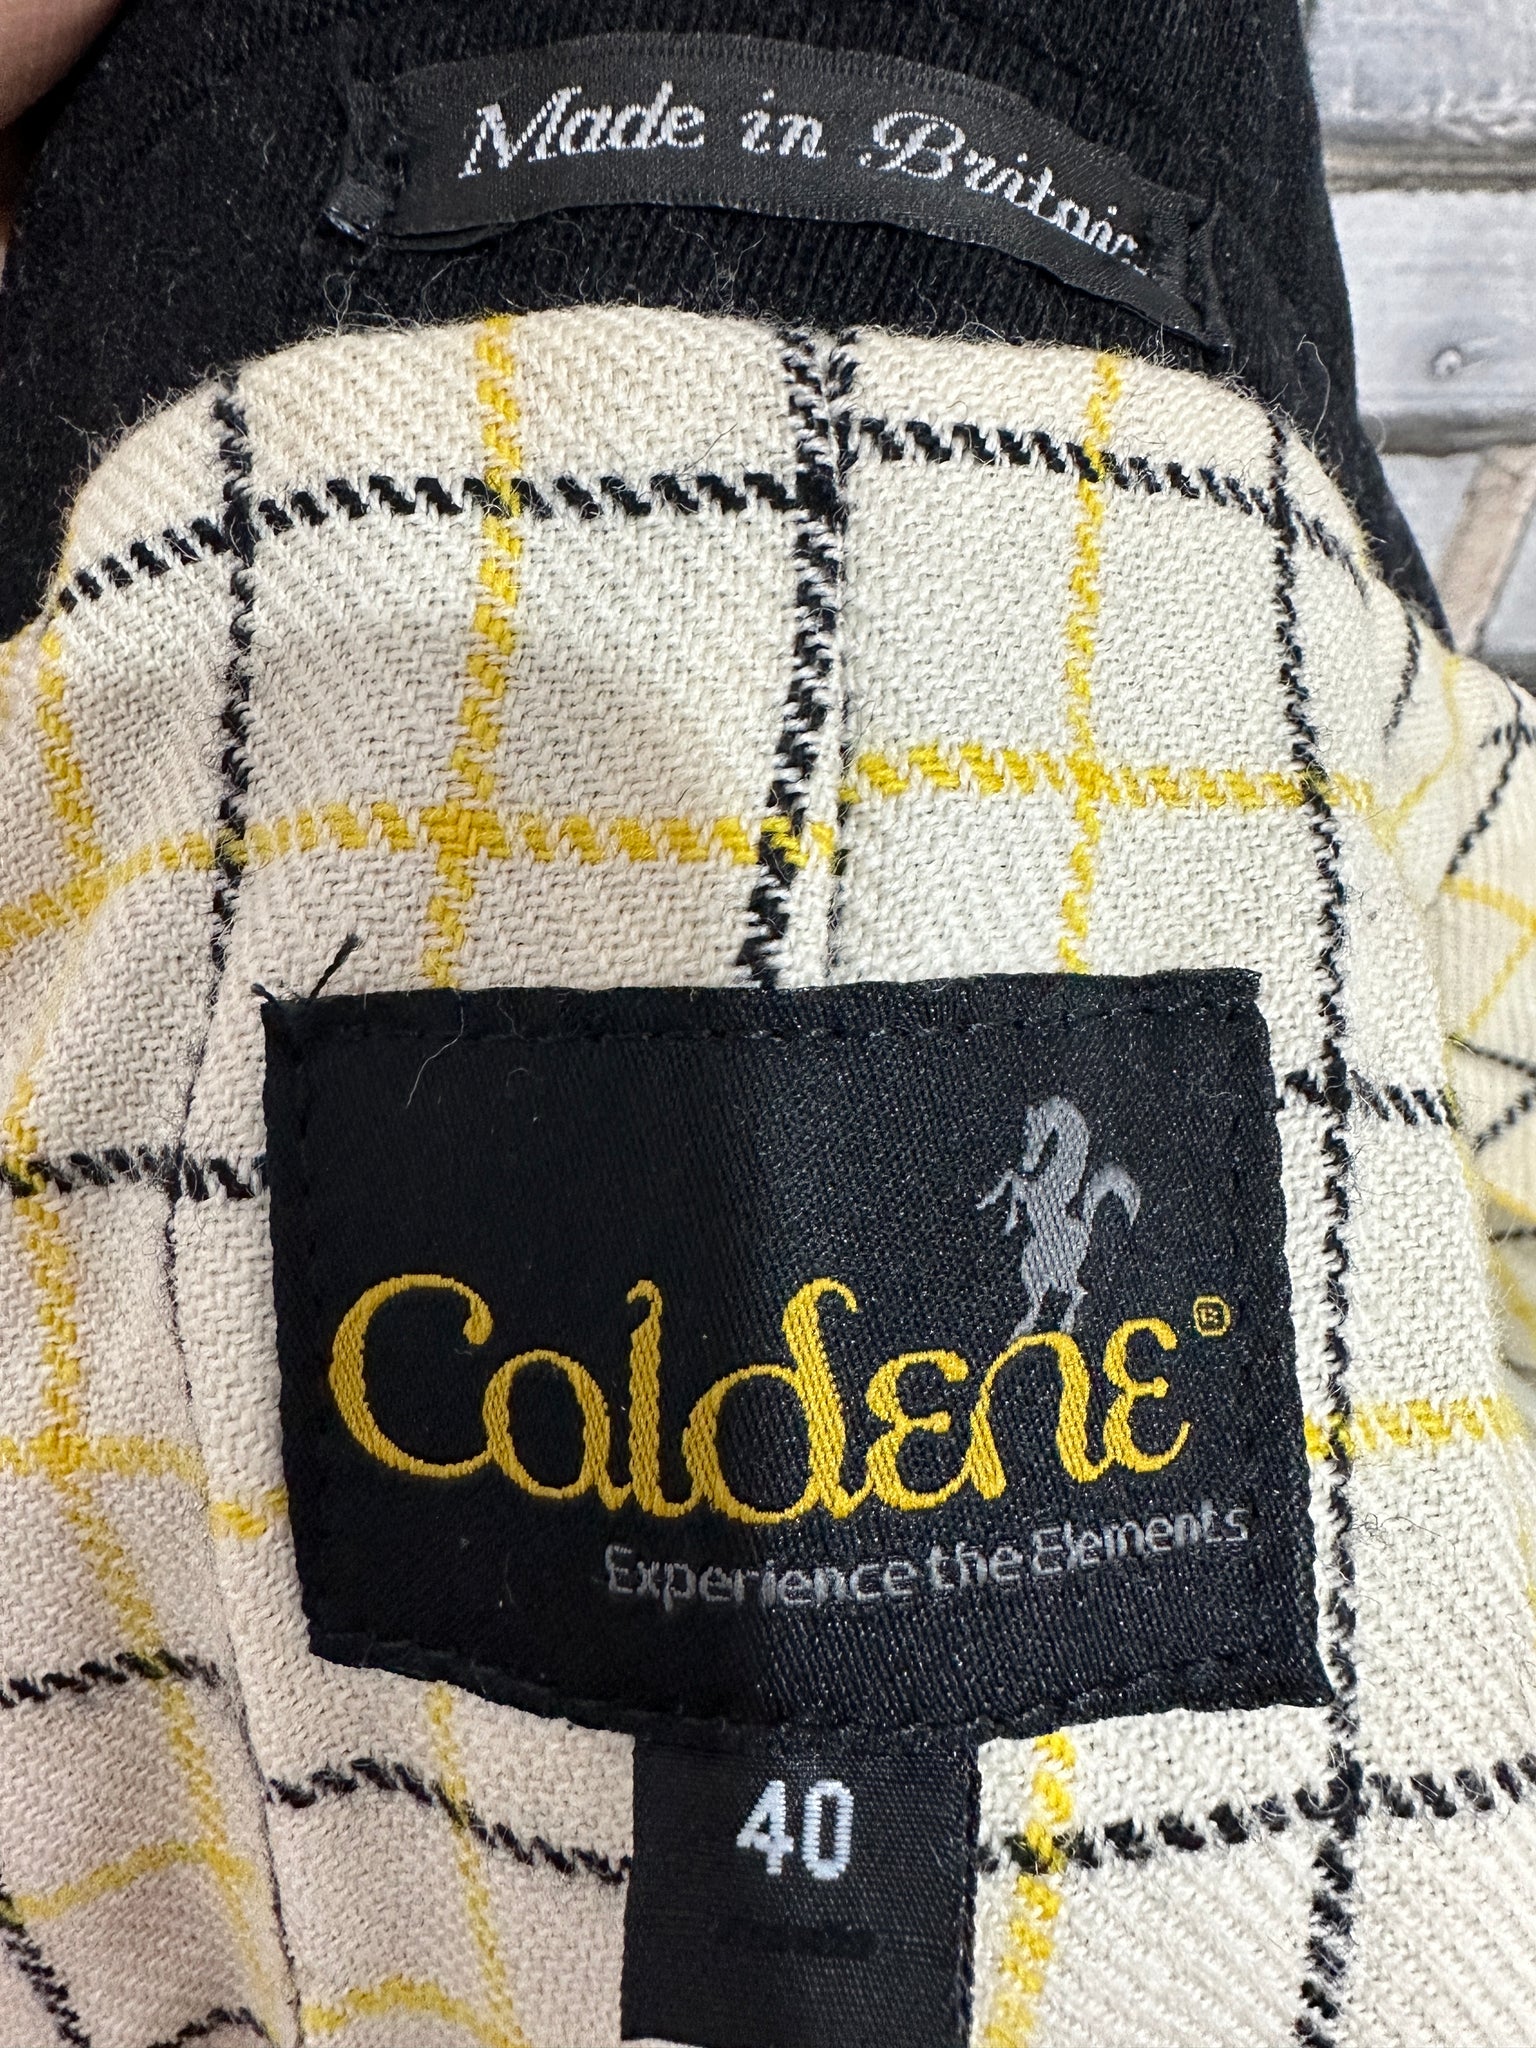 Made in Britain
Caldene®
Experience the Elements
40